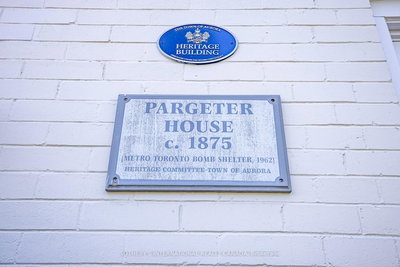 THE TOWN OF AURORA
HERITAGE
BUILDING
PARGETER
HOUSE
c. 1875
[METRO TORONTO BOMB SHELTER, 1962]
HERITAGE COMMITTEE-TOWN OF AURORA